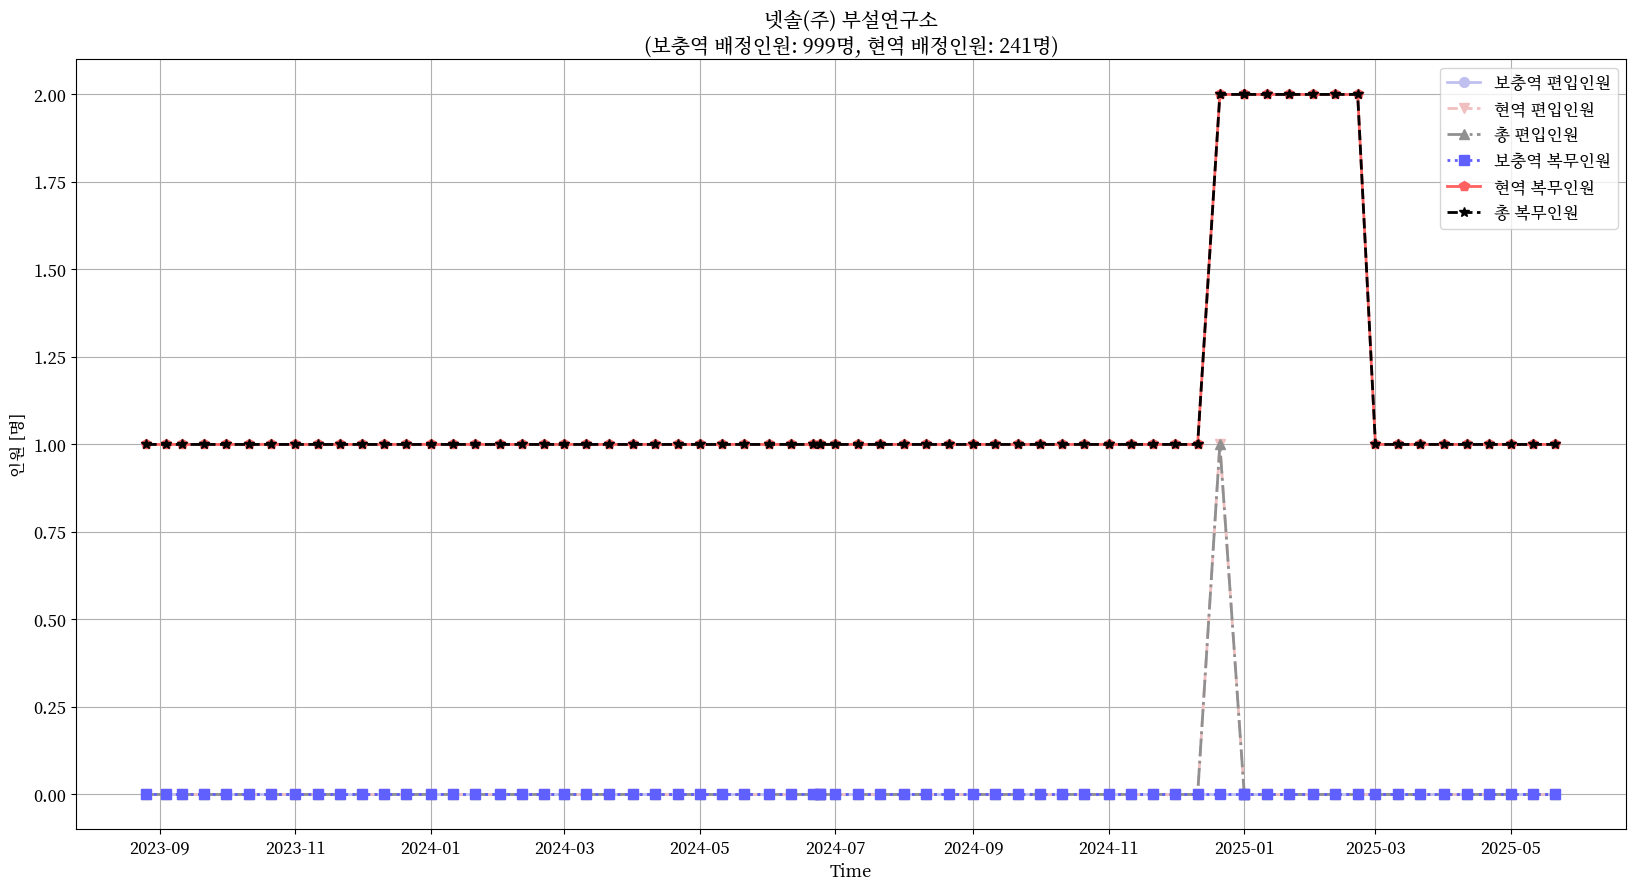 넷솔(주) 부설연구소
(보충역 배정인원: 999명, 현역 배정인원: 241명)
보충역 편입인원
현역 편입인원
총 편입인원
보충역 복무인원
현역 복무인원
총 복무인원
인원 [명]
2.00
1.75
1.50
1.25
1.00
0.75
0.50
0.25
0.00
2023-09 2023-11 2024-01 2024-03 2024-05 2024-07 2024-09 2024-11 2025-01 2025-03 2025-05
Time